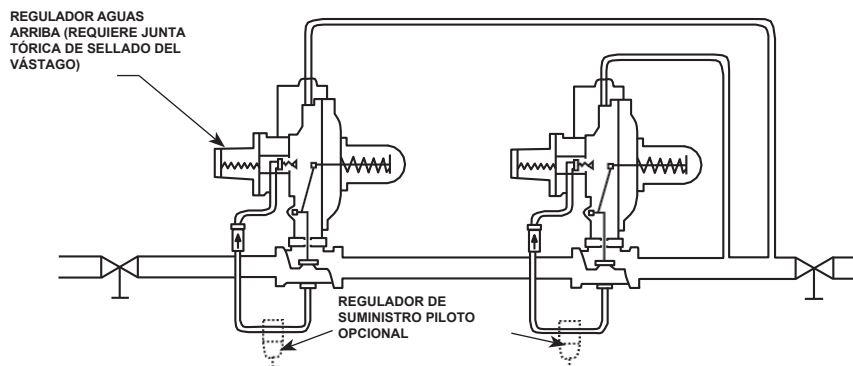 REGULADOR AGUAS
ARRIBA (REQUIERE JUNTA
TÓRICA DE SELLADO DEL
VÁSTAGO)
REGULADOR DE
SUMINISTRO PILOTO
OPCIONAL